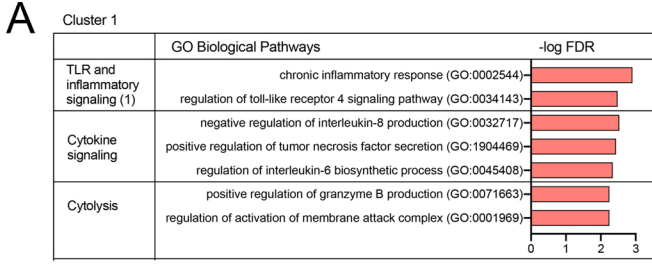 A
Cluster 1
GO Biological Pathways
-log FDR
TLR and
inflammatory
signaling (1)
chronic inflammatory response (GO:0002544)
regulation of toll-like receptor 4 signaling pathway (GO:0034143)
Cytokine
signaling
negative regulation of interleukin-8 production (GO:0032717)
positive regulation of tumor necrosis factor secretion (GO:1904469)
regulation of interleukin-6 biosynthetic process (GO:0045408)
Cytolysis
positive regulation of granzyme B production (GO:0071663)
regulation of activation of membrane attack complex (GO:0001969)
0 1 2 3